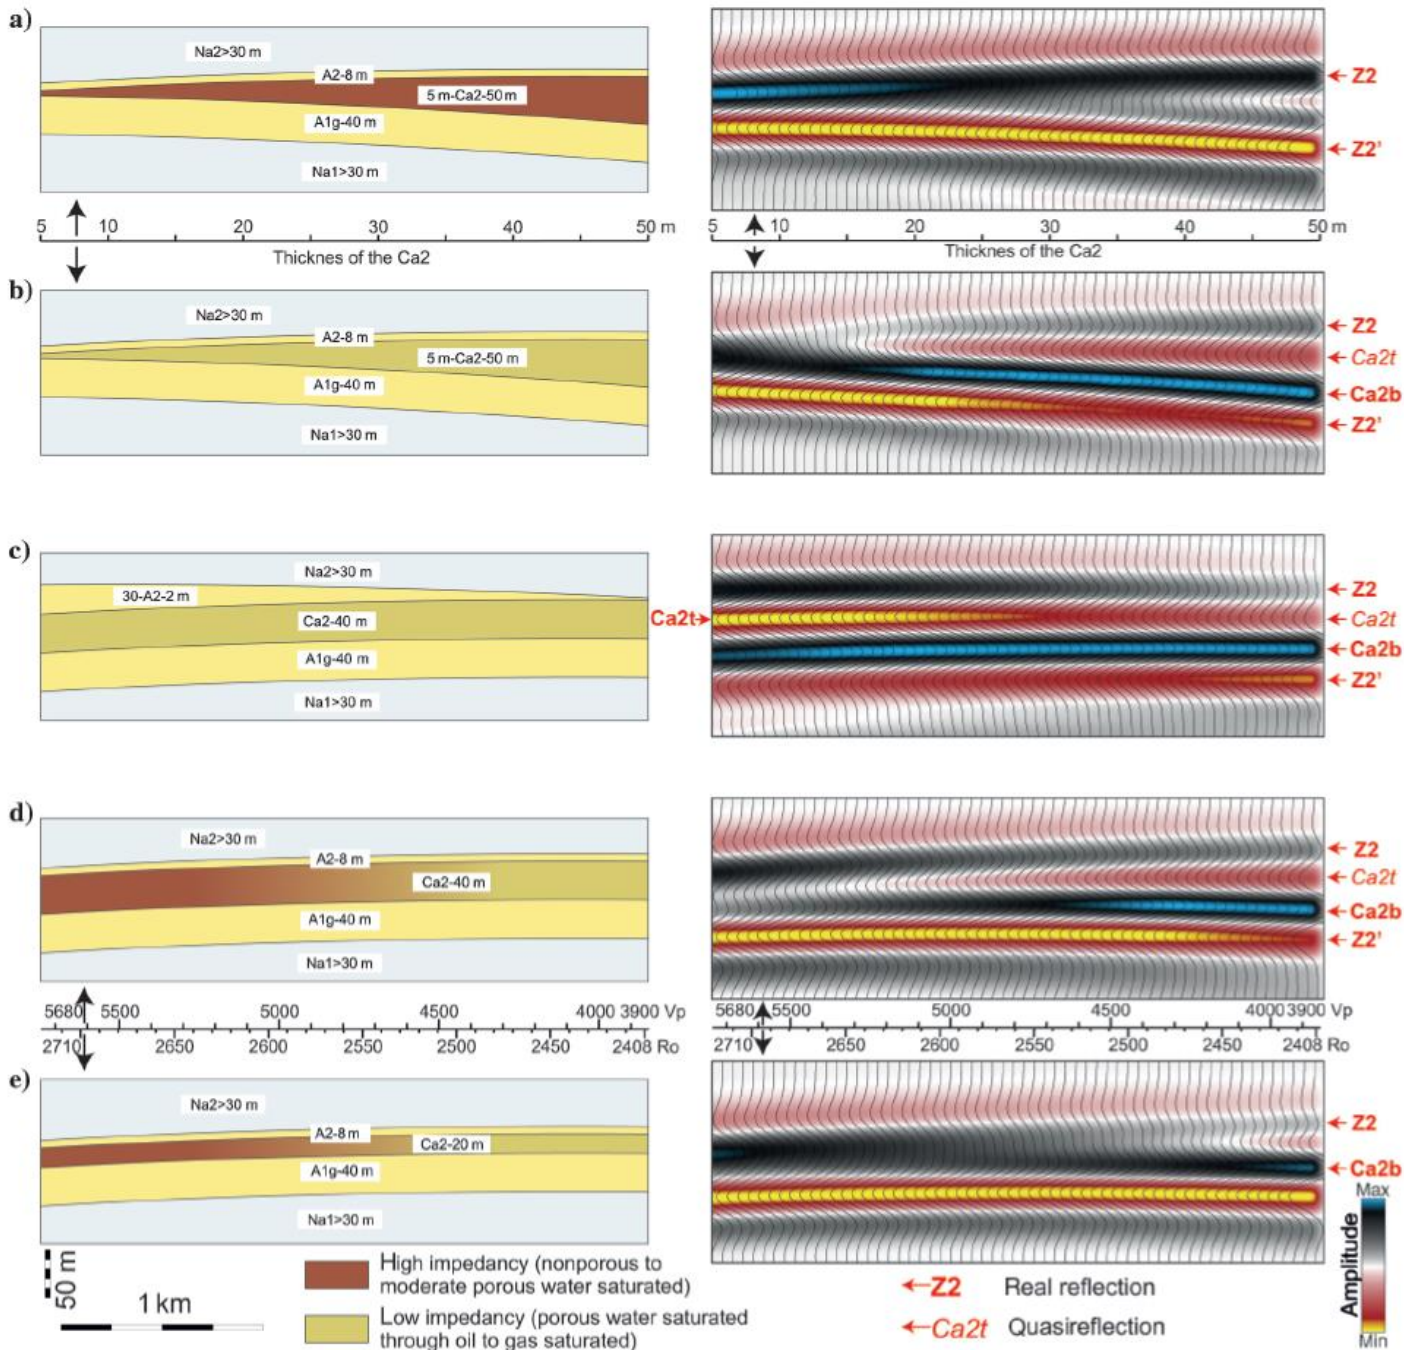 a)
Na2>30 m
A2-8 m
5 m-Ca2-50 m
A1g-40 m
Na1>30 m
Z2
Z2'
5 10 20 30 40 50 m
Thicknes of the Ca2
5 10 20 30 40 50 m
Thicknes of the Ca2
b)
Na2>30 m
A2-8 m
5 m-Ca2-50 m
A1g-40 m
Na1>30 m
Z2
Ca2t
Ca2b
Z2'
c)
Na2>30 m
30-A2-2 m
Ca2-40 m
A1g-40 m
Na1>30 m
Ca2t
Z2
Ca2t
Ca2b
Z2'
d)
Na2>30 m
A2-8 m
Ca2-40 m
A1g-40 m
Na1>30 m
Z2
Ca2t
Ca2b
Z2'
5680 5500 5000 4500 4000 3900 Vp
2710 2650 2600 2550 2500 2450 2408 Ro
5680 5500 5000 4500 4000 3900 Vp
2710 2650 2600 2550 2500 2450 2408 Ro
e)
Na2>30 m
A2-8 m
Ca2-20 m
A1g-40 m
Na1>30 m
Z2
Ca2b
50 m
1 km
High impedancy (nonporous to
moderate porous water saturated)
Low impedancy (porous water saturated
through oil to gas saturated)
Z2 Real reflection
Ca2t Quasireflection
Max
Amplitude
Min